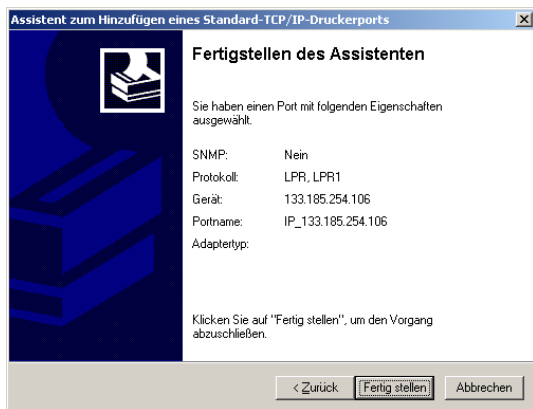 Assistent zum Hinzufügen eines Standard-TCP/IP-Druckerports
Fertigstellen des Assistenten
Sie haben einen Port mit folgenden Eigenschaften
ausgewählt.
SNMP: Nein
Protokoll: LPR, LPR1
Gerät: 133.185.254.106
Portname: IP_133.185.254.106
Adaptertyp:
Klicken Sie auf "Fertig stellen", um den Vorgang
abzuschließen.
< Zurück Fertig stellen Abbrechen